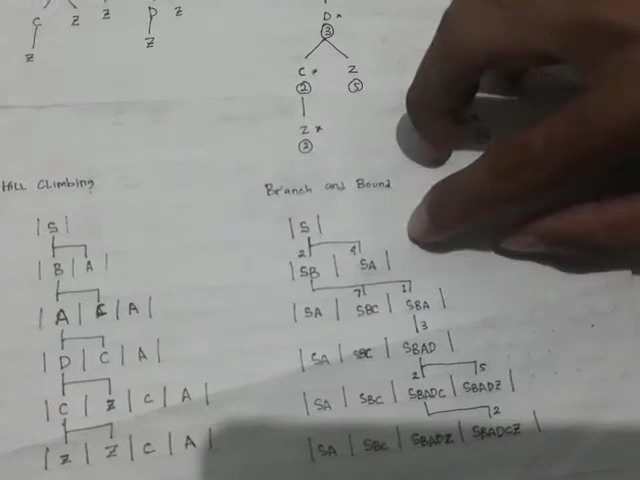 C Z Z D Z
Z Z
D*
3
C* Z
2 5
Z*
2
Hill Climbing
| S |
| B | A |
| A | C | A |
| D | C | A |
| C | Z | C | A |
| Z | Z | C | A |
Branch and Bound
| S |
2 4
| SB | SA |
7 1
| SA | SBC | SBA |
3
| SA | SBC | SBAD |
2 5
| SA | SBC | SBADC | SBADZ |
2
| SA | SBC | SBADZ | SBADCZ |